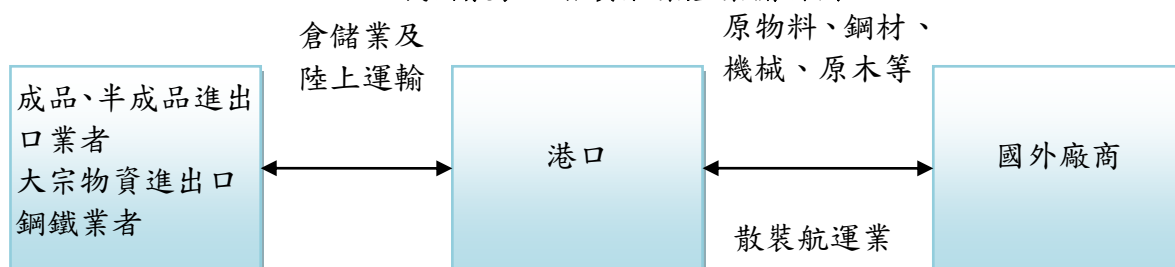 倉儲業及
陸上運輸
原物料、鋼材、
機械、原木等
成品、半成品進出
口業者
大宗物資進出口
鋼鐵業者
港口
國外廠商
散裝航運業